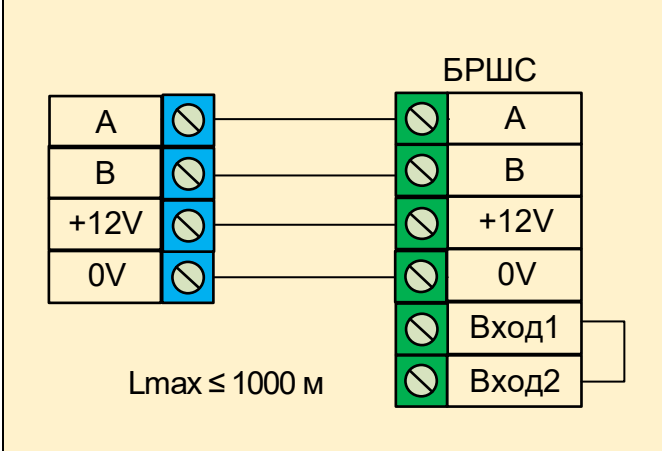 БРШС
A A
B B
+12V +12V
0V 0V
Вход1
Вход2
Lmax ≤ 1000 м